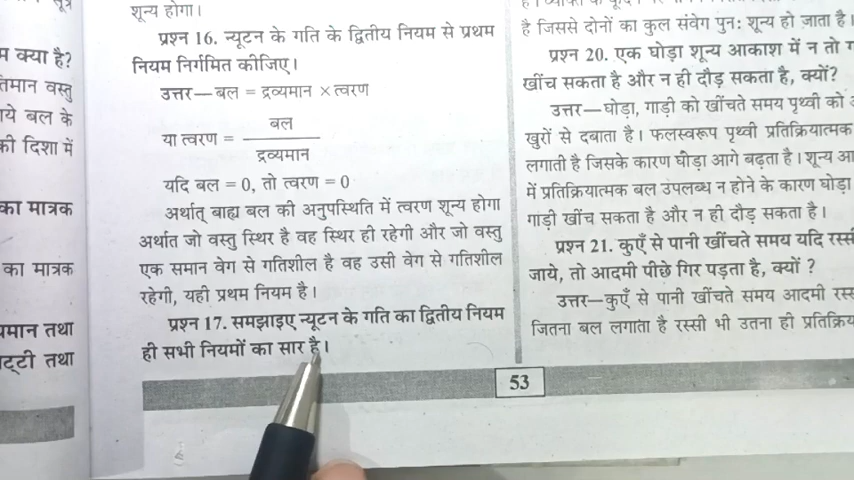 सूत्र
म क्या है?
तिमान वस्तु
ाये बल के
की दिशा में
का मात्रक
का मात्रक
यमान तथा
ट्टी तथा
शून्य होगा।
प्रश्न 16. न्यूटन के गति के द्वितीय नियम से प्रथम
नियम निर्गमित कीजिए।
उत्तर—बल = द्रव्यमान × त्वरण
या त्वरण = बल
द्रव्यमान
यदि बल = 0, तो त्वरण = 0
अर्थात् बाह्य बल की अनुपस्थिति में त्वरण शून्य होगा
अर्थात जो वस्तु स्थिर है वह स्थिर ही रहेगी और जो वस्तु
एक समान वेग से गतिशील है वह उसी वेग से गतिशील
रहेगी, यही प्रथम नियम है।
प्रश्न 17. समझाइए न्यूटन के गति का द्वितीय नियम
ही सभी नियमों का सार है।
है जिससे दोनों का कुल संवेग पुन: शून्य हो जाता है।
प्रश्न 20. एक घोड़ा शून्य आकाश में न तो ग
खींच सकता है और न ही दौड़ सकता है, क्यों?
उत्तर—घोड़ा, गाड़ी को खींचते समय पृथ्वी को
खुरों से दबाता है। फलस्वरूप पृथ्वी प्रतिक्रियात्मक
लगाती है जिसके कारण घोड़ा आगे बढ़ता है। शून्य आ
में प्रतिक्रियात्मक बल उपलब्ध न होने के कारण घोड़ा
गाड़ी खींच सकता है और न ही दौड़ सकता है।
प्रश्न 21. कुएँ से पानी खींचते समय यदि रस्स
जाये, तो आदमी पीछे गिर पड़ता है, क्यों ?
उत्तर—कुएँ से पानी खींचते समय आदमी रस्स
जितना बल लगाता है रस्सी भी उतना ही प्रतिक्रिय
53